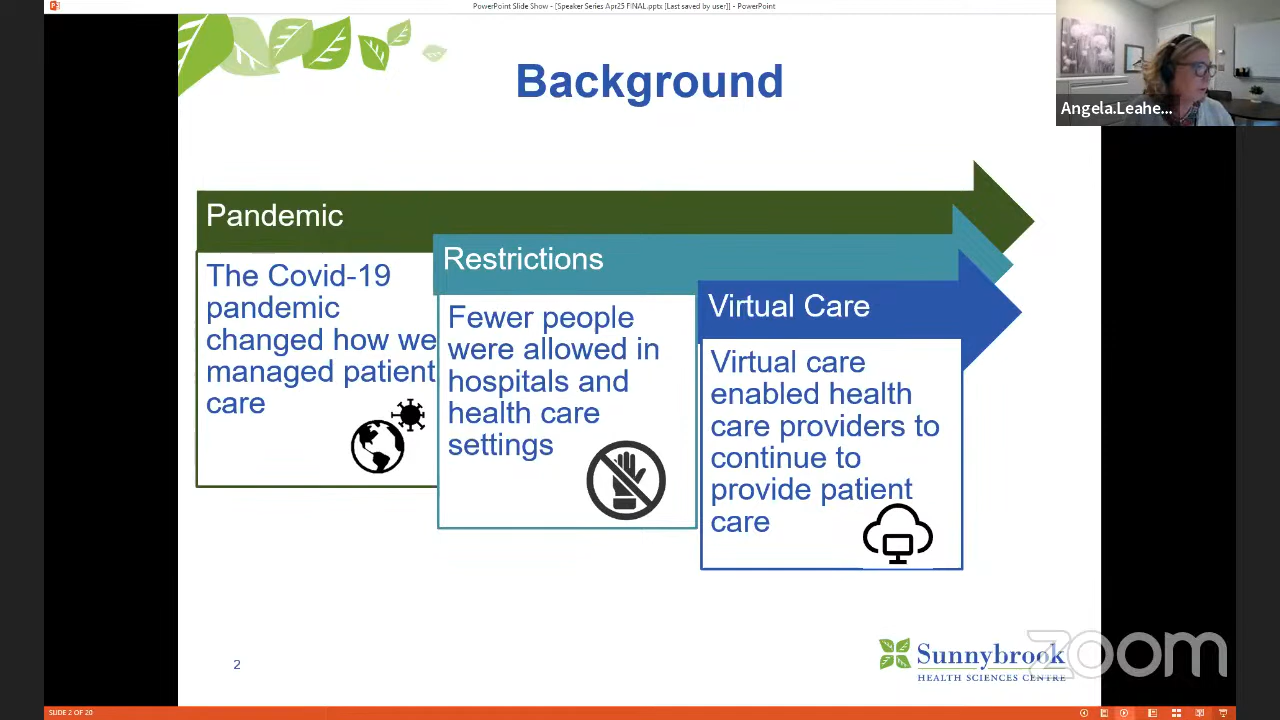 PowerPoint Slide Show - [Speaker Series Apr25 FINAL.pptx [Last saved by user]] - PowerPoint
Background
Angela.Leahe...
Pandemic
The Covid-19
pandemic
changed how we
managed patient
care
Restrictions
Fewer people
were allowed in
hospitals and
health care
settings
Virtual Care
Virtual care
enabled health
care providers to
continue to
provide patient
care
2
Sunnybrook
HEALTH SCIENCES CENTRE
zoom
SLIDE 2 OF 20